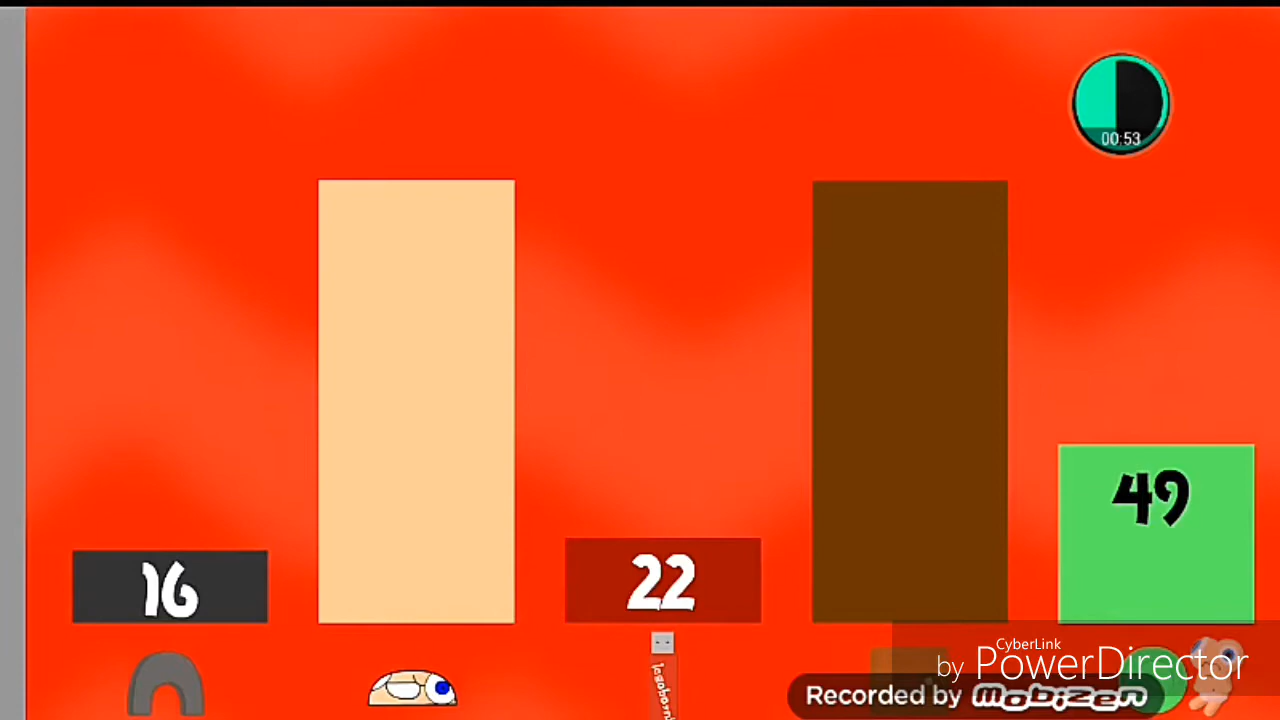 00:53
49
16
22
CyberLink
by PowerDirector
Recorded by mobizen